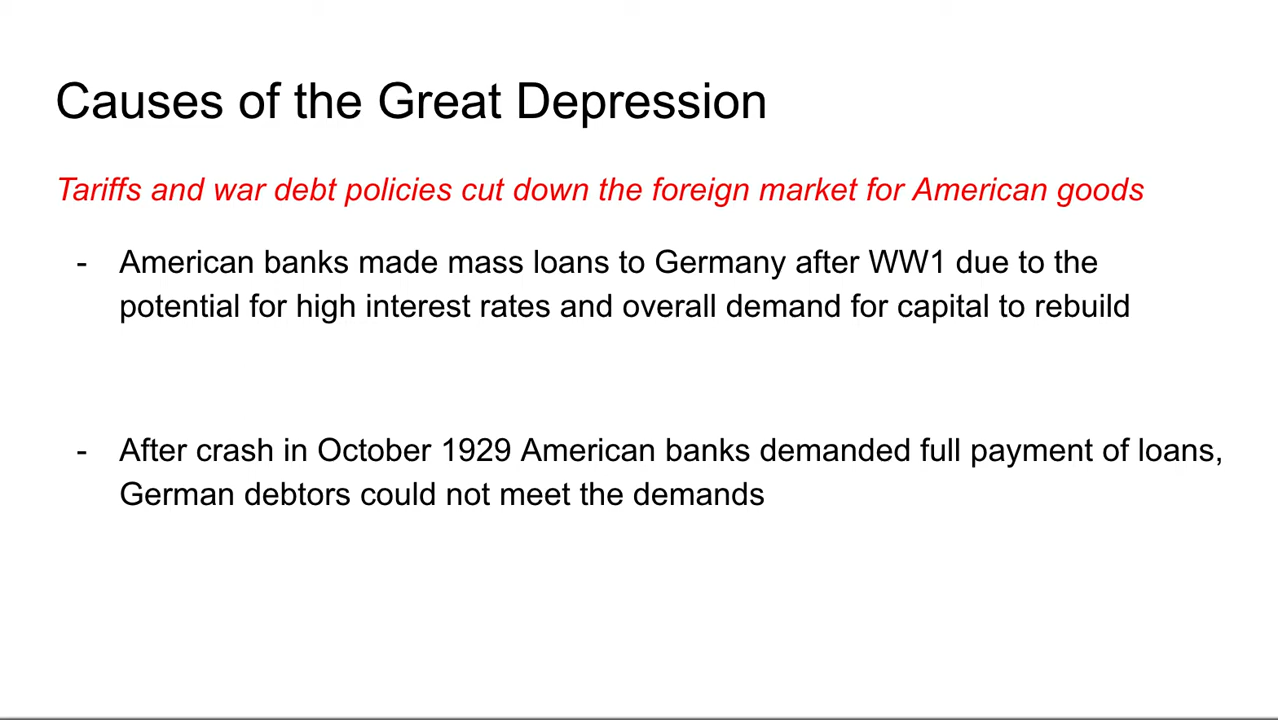 Causes of the Great Depression
Tariffs and war debt policies cut down the foreign market for American goods
- American banks made mass loans to Germany after WW1 due to the
potential for high interest rates and overall demand for capital to rebuild
- After crash in October 1929 American banks demanded full payment of loans,
German debtors could not meet the demands